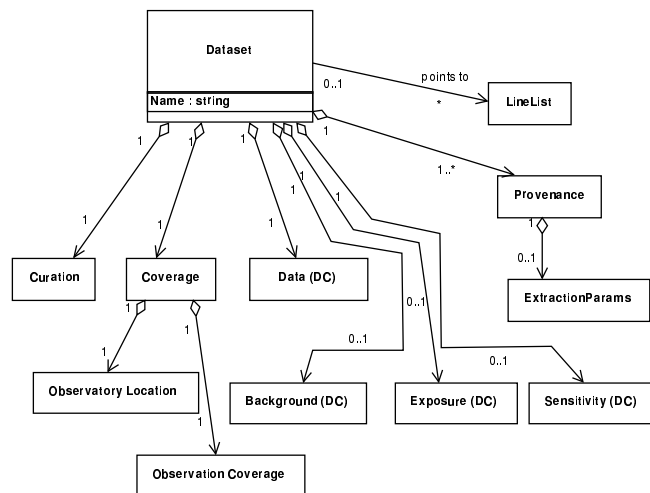 Dataset
Name : string
points to
0..1
*
LineList
1
1
1
1
1
1
1
1..*
Provenance
1
1
1
1
0..1
Curation
Coverage
Data (DC)
ExtractionParams
1
1
0..1
0..1
0..1
1
Observatory Location
Background (DC)
Exposure (DC)
Sensitivity (DC)
1
Observation Coverage